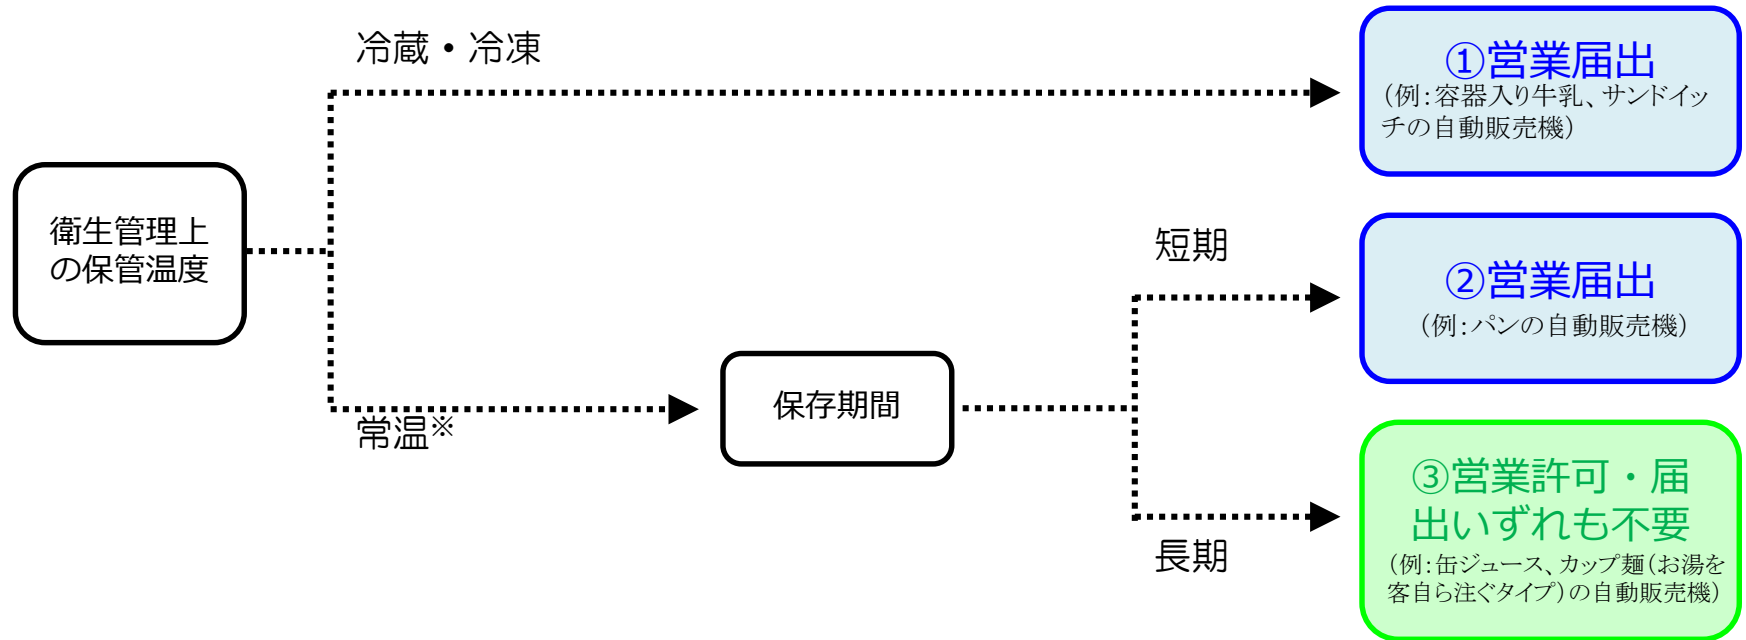 冷蔵・冷凍
①営業届出
(例:容器入り牛乳、サンドイッ
チの自動販売機)
衛生管理上
の保管温度
短期
②営業届出
(例:パンの自動販売機)
保存期間
常温※
③営業許可・届
出いずれも不要
(例:缶ジュース、カップ麺(お湯を
客自ら注ぐタイプ)の自動販売機)
長期